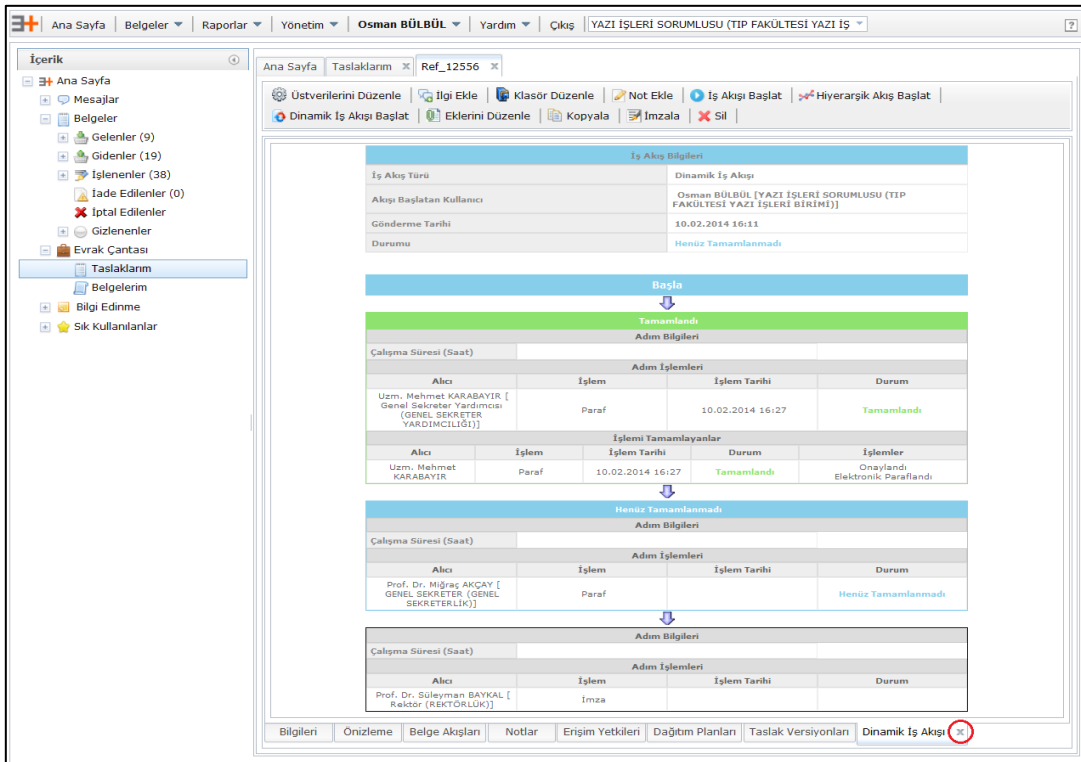 Ana Sayfa Belgeler Raporlar Yönetim Osman BÜLBÜL Yardım Çıkış YAZI İŞLERİ SORUMLUSU (TIP FAKÜLTESİ YAZI İŞ ?
İçerik
Ana Sayfa
Mesajlar
Belgeler
Gelenler (9)
Gidenler (19)
İşlenenler (38)
İade Edilenler (0)
İptal Edilenler
Gizlenenler
Evrak Çantası
Taslaklarım
Belgelerim
Bilgi Edinme
Sık Kullanılanlar
Ana Sayfa Taslaklarım x Ref_12556 x
Üstverilerini Düzenle İlgi Ekle Klasör Düzenle Not Ekle İş Akışı Başlat Hiyerarşik Akış Başlat
Dinamik İş Akışı Başlat Eklerini Düzenle Kopyala İmzala Sil
İş Akış Bilgileri
İş Akış Türü Dinamik İş Akışı
Akışı Başlatan Kullanıcı Osman BÜLBÜL [YAZI İŞLERİ SORUMLUSU (TIP
FAKÜLTESİ YAZI İŞLERİ BİRİMİ)]
Gönderme Tarihi 10.02.2014 16:11
Durumu Henüz Tamamlanmadı
Başla
Tamamlandı
Adım Bilgileri
Çalışma Süresi (Saat)
Adım İşlemleri
Alıcı İşlem İşlem Tarihi Durum
Uzm. Mehmet KARABAYIR [
Genel Sekreter Yardımcısı
(GENEL SEKRETER
YARDIMCILIĞI)]
Paraf 10.02.2014 16:27 Tamamlandı
İşlemi Tamamlayanlar
Alıcı İşlem İşlem Tarihi Durum İşlemler
Uzm. Mehmet
KARABAYIR
Paraf 10.02.2014 16:27 Tamamlandı
Onaylandı
Elektronik Paraflandı
Henüz Tamamlanmadı
Adım Bilgileri
Çalışma Süresi (Saat)
Adım İşlemleri
Alıcı İşlem İşlem Tarihi Durum
Prof. Dr. Miğraç AKÇAY [
GENEL SEKRETER (GENEL
SEKRETERLİK)]
Paraf Henüz Tamamlanmadı
Adım Bilgileri
Çalışma Süresi (Saat)
Adım İşlemleri
Alıcı İşlem İşlem Tarihi Durum
Prof. Dr. Süleyman BAYKAL [
Rektör (REKTÖRLÜK)]
İmza
Bilgileri Önizleme Belge Akışları Notlar Erişim Yetkileri Dağıtım Planları Taslak Versiyonları Dinamik İş Akışı x